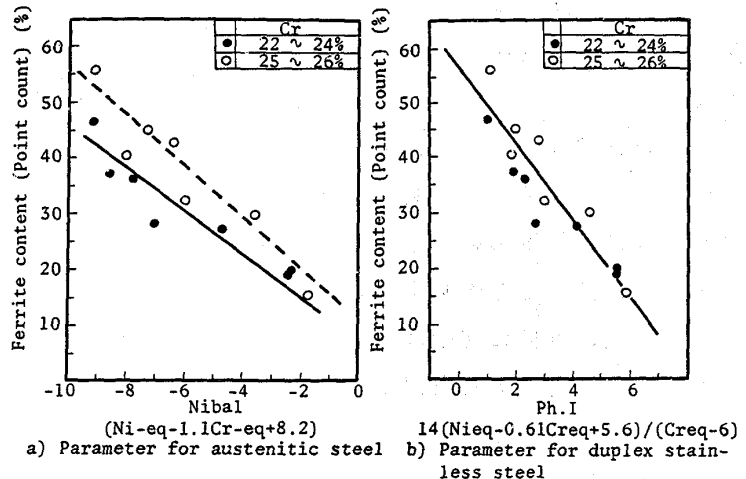 Ferrite content (Point count) (%)
60
50
40
30
20
10
-10 -8 -6 -4 -2 0
Cr
● 22 ~ 24%
○ 25 ~ 26%
Nibal
(Ni-eq-1.1Cr-eq+8.2)
a) Parameter for austenitic steel
Ferrite content (Point count) (%)
60
50
40
30
20
10
0 2 4 6
Cr
● 22 ~ 24%
○ 25 ~ 26%
Ph.I
14(Nieq-0.61Creq+5.6)/(Creq-6)
b) Parameter for duplex stain-
less steel